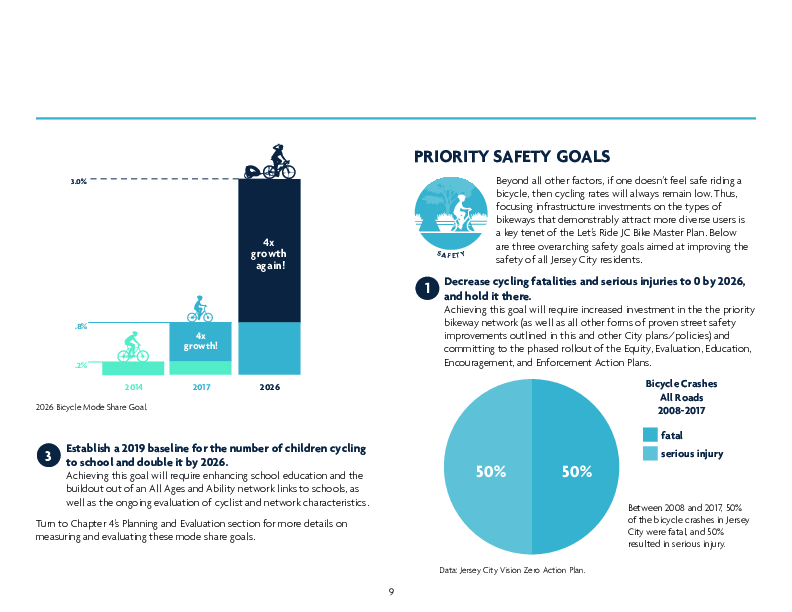 3.0%
4x
growth
again!
.8%
4x
growth!
.2%
2014
2017
2026
2026 Bicycle Mode Share Goal.
3
Establish a 2019 baseline for the number of children cycling
to school and double it by 2026.
Achieving this goal will require enhancing school education and the
buildout out of an All Ages and Ability network links to schools, as
well as the ongoing evaluation of cyclist and network characteristics.
Turn to Chapter 4's Planning and Evaluation section for more details on
measuring and evaluating these mode share goals.
PRIORITY SAFETY GOALS
SAFETY
Beyond all other factors, if one doesn't feel safe riding a
bicycle, then cycling rates will always remain low. Thus,
focusing infrastructure investments on the types of
bikeways that demonstrably attract more diverse users is
a key tenet of the Let's Ride JC Bike Master Plan. Below
are three overarching safety goals aimed at improving the
safety of all Jersey City residents.
1
Decrease cycling fatalities and serious injuries to 0 by 2026,
and hold it there.
Achieving this goal will require increased investment in the the priority
bikeway network (as well as all other forms of proven street safety
improvements outlined in this and other City plans/policies) and
committing to the phased rollout of the Equity, Evaluation, Education,
Encouragement, and Enforcement Action Plans.
Bicycle Crashes
All Roads
2008-2017
fatal
serious injury
50%
50%
Between 2008 and 2017, 50%
of the bicycle crashes in Jersey
City were fatal, and 50%
resulted in serious injury.
Data: Jersey City Vision Zero Action Plan.
9